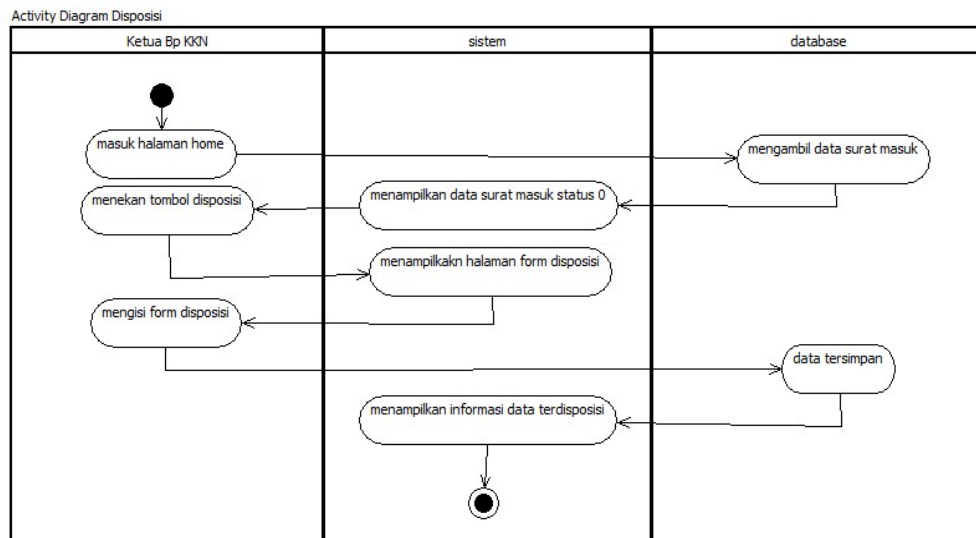 Activity Diagram Disposisi
Ketua Bp KKN
sistem
database
masuk halaman home
mengambil data surat masuk
menampilkan data surat masuk status 0
menekan tombol disposisi
menampilkakn halaman form disposisi
mengisi form disposisi
data tersimpan
menampilkan informasi data terdisposisi